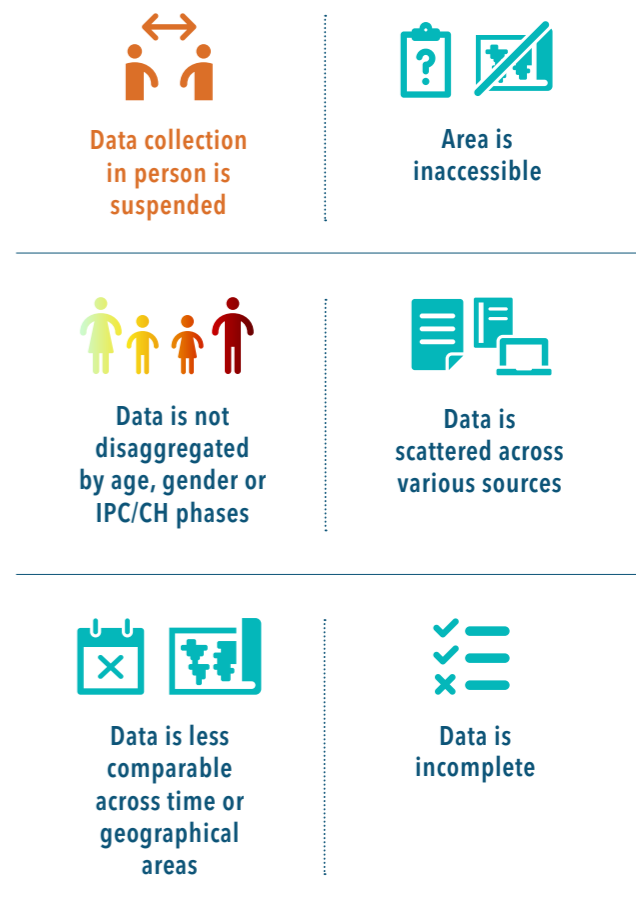 Data collection
in person is
suspended
Area is
inaccessible
Data is not
disaggregated
by age, gender or
IPC/CH phases
Data is
scattered across
various sources
Data is less
comparable
across time or
geographical
areas
Data is
incomplete